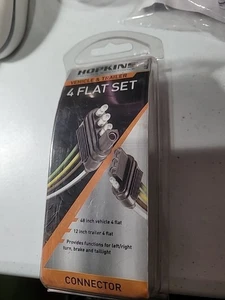 HOPKINS
VEHICLE & TRAILER
4 FLAT SET
48 inch vehicle 4 flat
12 inch trailer 4 flat
Provides functions for left/right
turn, brake and taillight
CONNECTOR